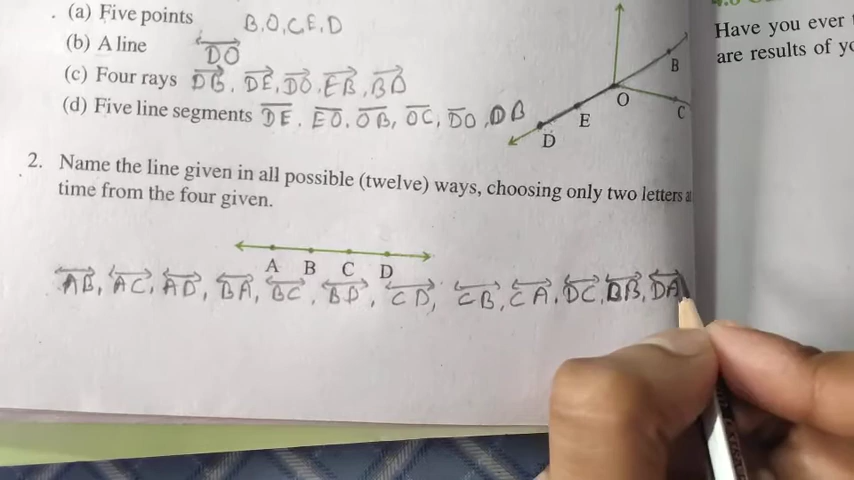 (a) Five points B,O,C,E,D
(b) A line DO
(c) Four rays DB, DE, DO, EB, BD
(d) Five line segments DE, EO, OB, OC, DO, DB
B
O
C
E
D
Have you ever
are results of
2. Name the line given in all possible (twelve) ways, choosing only two letters
time from the four given.
A B C D
AB, AC, AD, BA, BC, BD, CD, CB, CA, DC, DB, DA